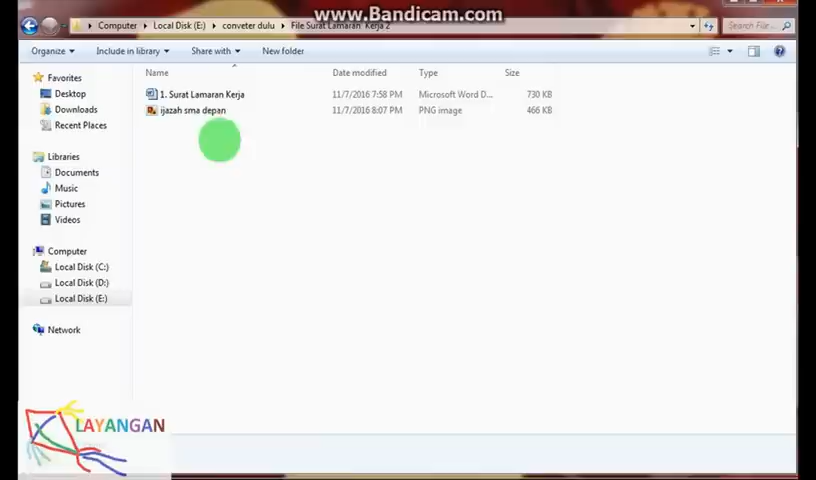 www.Bandicam.com
Computer Local Disk (E:) conveter dulu File Surat Lamaran Kerja 2
Search File...
Organize Include in library Share with New folder
Name Date modified Type Size
Favorites
Desktop
Downloads
Recent Places
Libraries
Documents
Music
Pictures
Videos
Computer
Local Disk (C:)
Local Disk (D:)
Local Disk (E:)
Network
1. Surat Lamaran Kerja 11/7/2016 7:58 PM Microsoft Word D... 730 KB
ijazah sma depan 11/7/2016 8:07 PM PNG image 466 KB
LAYANGAN